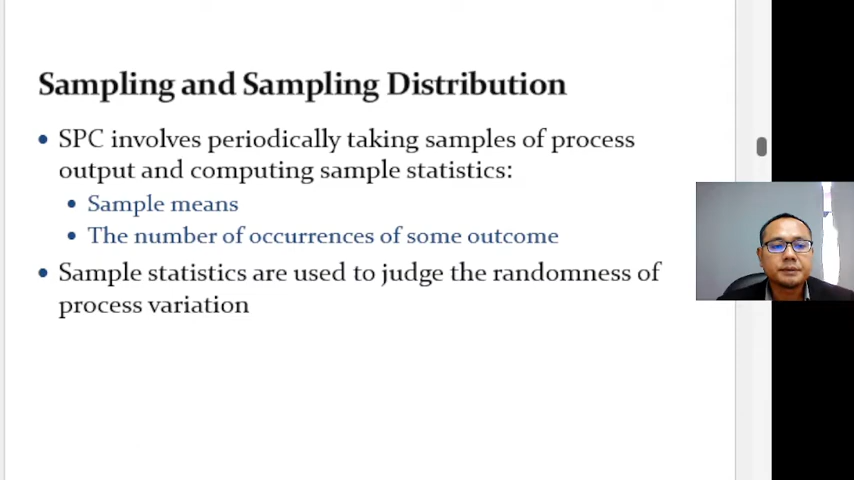 Sampling and Sampling Distribution
• SPC involves periodically taking samples of process
output and computing sample statistics:
• Sample means
• The number of occurrences of some outcome
• Sample statistics are used to judge the randomness of
process variation